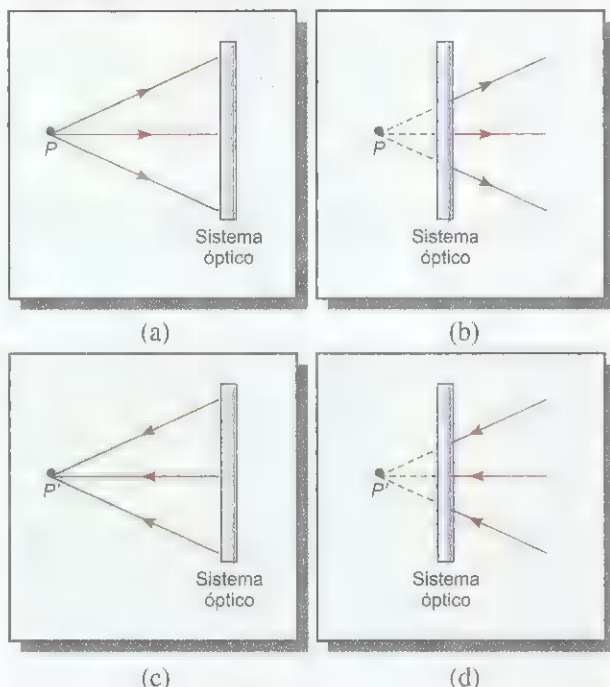 P
Sistema
óptico
(a)
P
Sistema
óptico
(b)
P'
Sistema
óptico
(c)
P'
Sistema
óptico
(d)